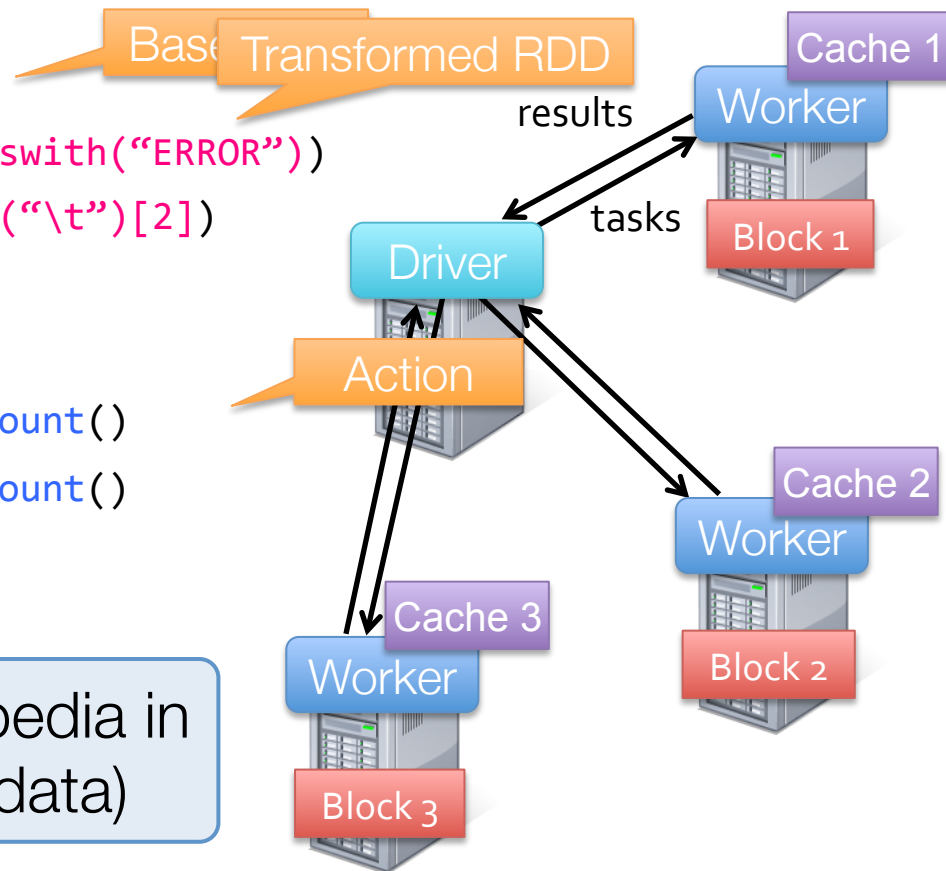 Base
Transformed RDD
Cache 1
Worker
results
swith(“ERROR”))
tasks
(“\t”)[2])
Block 1
Driver
Action
ount()
Cache 2
ount()
Worker
Cache 3
Block 2
Worker
pedia in
data)
Block 3